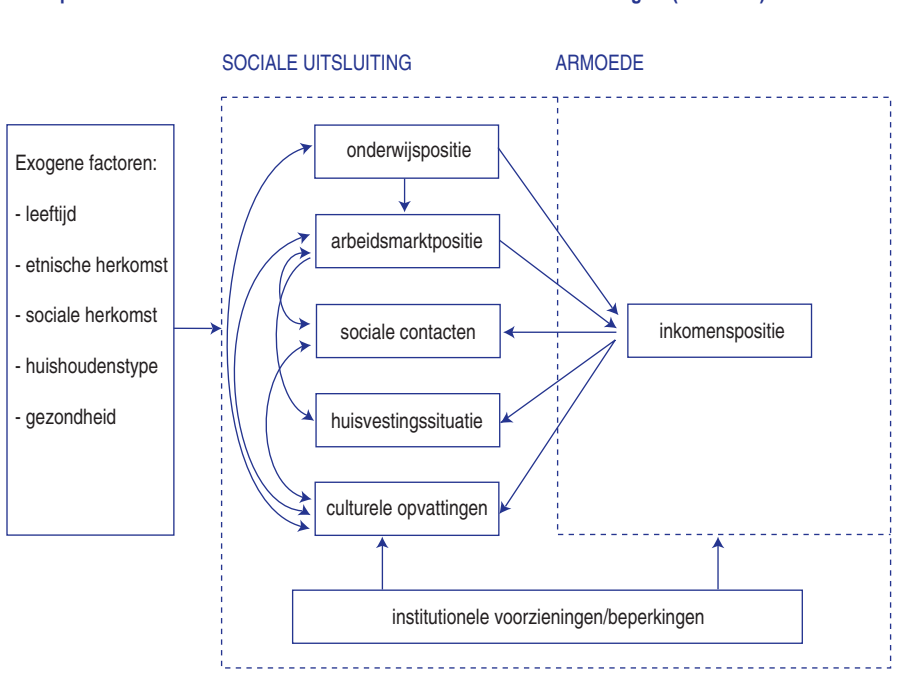 SOCIALE UITSLUITING
ARMOEDE
Exogene factoren:
- leeftijd
- etnische herkomst
- sociale herkomst
- huishoudenstype
- gezondheid
onderwijspositie
arbeidsmarktpositie
sociale contacten
huisvestingssituatie
culturele opvattingen
inkomenspositie
institutionele voorzieningen/beperkingen